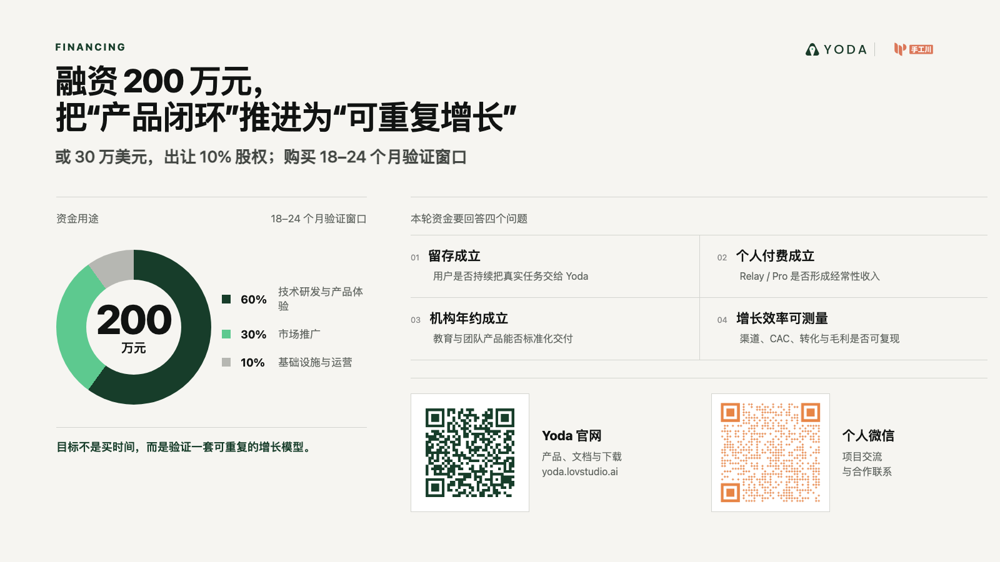 FINANCING
YODA
手工川
融资 200 万元，
把“产品闭环”推进为“可重复增长”
或 30 万美元，出让 10% 股权；购买 18–24 个月验证窗口
资金用途
18–24 个月验证窗口
200
万元
60% 技术研发与产品体
验
30% 市场推广
10% 基础设施与运营
目标不是买时间，而是验证一套可重复的增长模型。
本轮资金要回答四个问题
01 留存成立
用户是否持续把真实任务交给 Yoda
02 个人付费成立
Relay / Pro 是否形成经常性收入
03 机构年约成立
教育与团队产品能否标准化交付
04 增长效率可测量
渠道、CAC、转化与毛利是否可复现
Yoda 官网
产品、文档与下载
yoda.lovstudio.ai
个人微信
项目交流
与合作联系